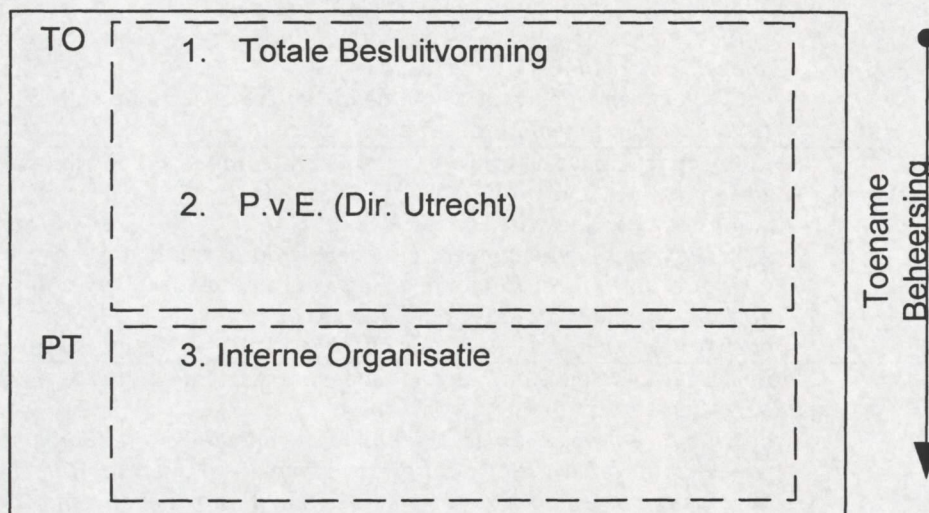 TO
1. Totale Besluitvorming
2. P.v.E. (Dir. Utrecht)
PT
3. Interne Organisatie
Toename
Beheersing